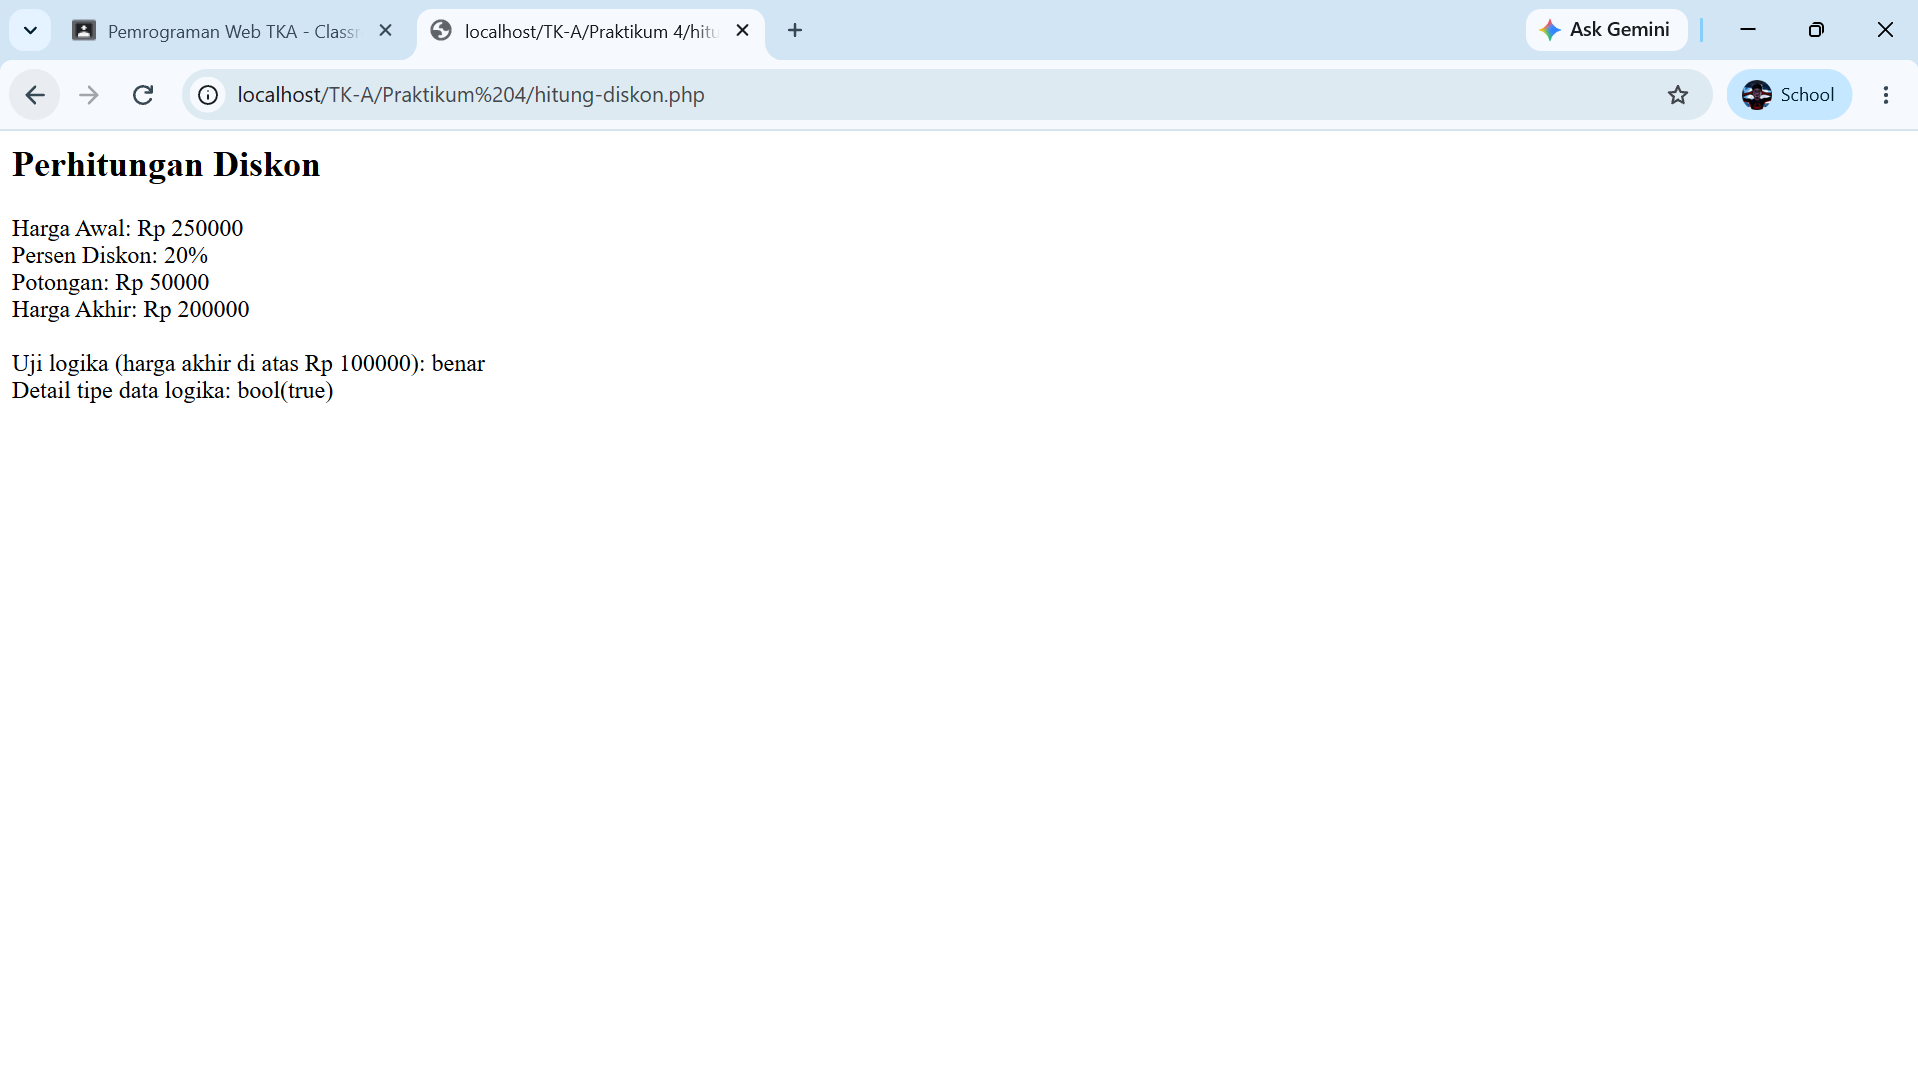 Pemrograman Web TKA - Classr
localhost/TK-A/Praktikum 4/hitu
Ask Gemini
localhost/TK-A/Praktikum%204/hitung-diskon.php
School
Perhitungan Diskon
Harga Awal: Rp 250000
Persen Diskon: 20%
Potongan: Rp 50000
Harga Akhir: Rp 200000
Uji logika (harga akhir di atas Rp 100000): benar
Detail tipe data logika: bool(true)